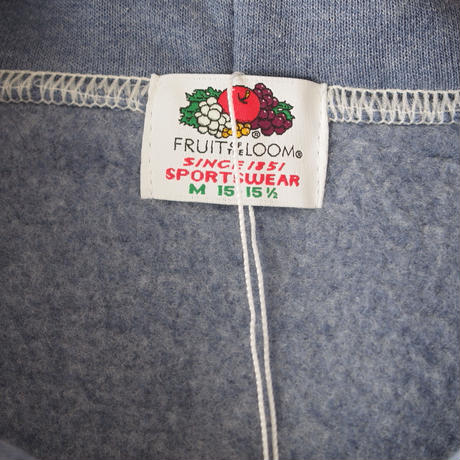 ®
FRUIT OF THE LOOM®
SINCE 1851
SPORTSWEAR
M 15-15½